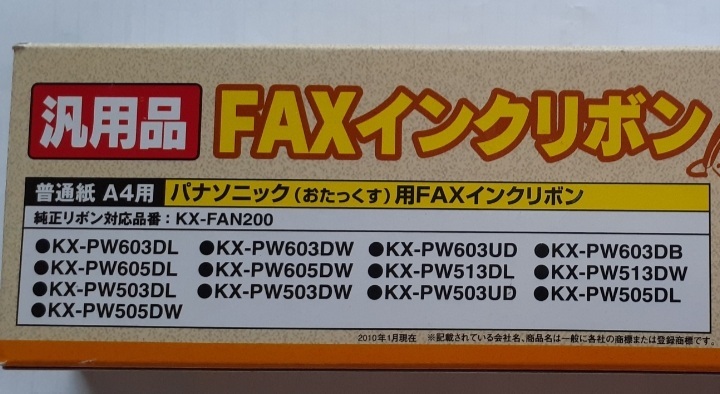 汎用品 FAXインクリボン
普通紙 A4用 パナソニック(おたっくす)用FAXインクリボン
純正リボン対応品番:KX-FAN200
●KX-PW603DL ●KX-PW603DW ●KX-PW603UD ●KX-PW603DB
●KX-PW605DL ●KX-PW605DW ●KX-PW513DL ●KX-PW513DW
●KX-PW503DL ●KX-PW503DW ●KX-PW503UD ●KX-PW505DL
●KX-PW505DW
2010年1月現在 ※記載されている会社名、商品名は一般に各社の商標または登録商標です。